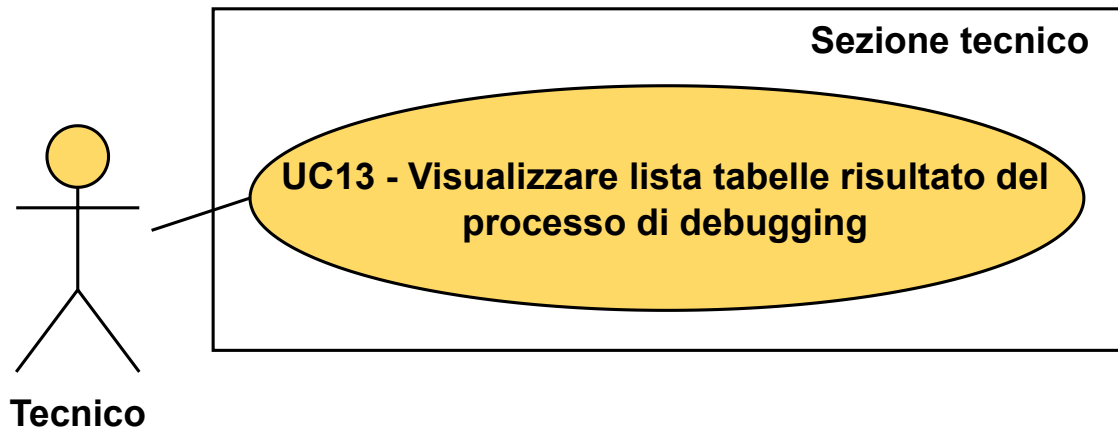 Sezione tecnico
UC13 - Visualizzare lista tabelle risultato del
processo di debugging
Tecnico